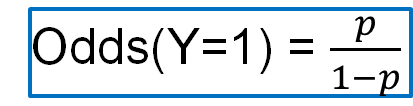 Odds(Y=1) = p/1−p